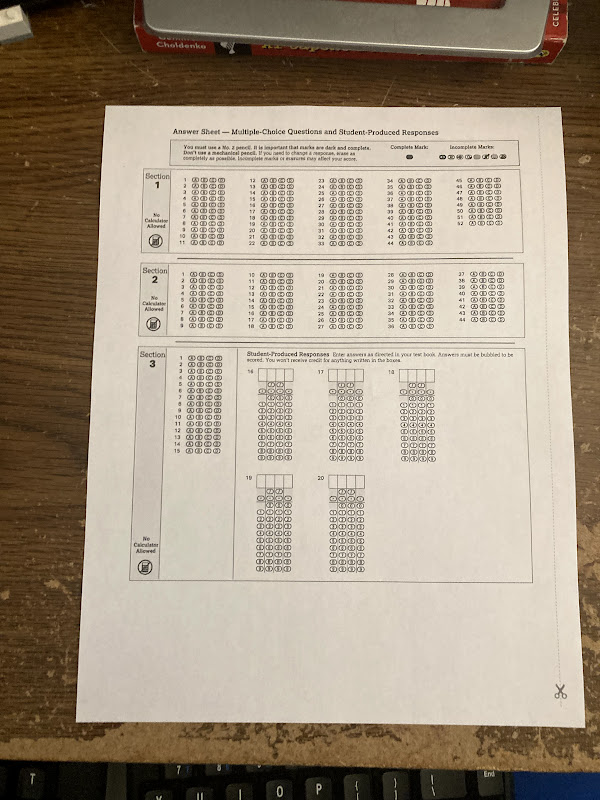 Choldenko
CELEB
Answer Sheet — Multiple-Choice Questions and Student-Produced Responses
You must use a No. 2 pencil. It is important that marks are dark and complete.
Don't use a mechanical pencil. If you need to change a response, erase as
completely as possible. Incomplete marks or erasures may affect your score.
Complete Mark:
Incomplete Marks:
Section
1
No
Calculator
Allowed
1 A B C D 12 A B C D 23 A B C D 34 A B C D 45 A B C D
2 A B C D 13 A B C D 24 A B C D 35 A B C D 46 A B C D
3 A B C D 14 A B C D 25 A B C D 36 A B C D 47 A B C D
4 A B C D 15 A B C D 26 A B C D 37 A B C D 48 A B C D
5 A B C D 16 A B C D 27 A B C D 38 A B C D 49 A B C D
6 A B C D 17 A B C D 28 A B C D 39 A B C D 50 A B C D
7 A B C D 18 A B C D 29 A B C D 40 A B C D 51 A B C D
8 A B C D 19 A B C D 30 A B C D 41 A B C D 52 A B C D
9 A B C D 20 A B C D 31 A B C D 42 A B C D
10 A B C D 21 A B C D 32 A B C D 43 A B C D
11 A B C D 22 A B C D 33 A B C D 44 A B C D
Section
2
No
Calculator
Allowed
1 A B C D 10 A B C D 19 A B C D 28 A B C D 37 A B C D
2 A B C D 11 A B C D 20 A B C D 29 A B C D 38 A B C D
3 A B C D 12 A B C D 21 A B C D 30 A B C D 39 A B C D
4 A B C D 13 A B C D 22 A B C D 31 A B C D 40 A B C D
5 A B C D 14 A B C D 23 A B C D 32 A B C D 41 A B C D
6 A B C D 15 A B C D 24 A B C D 33 A B C D 42 A B C D
7 A B C D 16 A B C D 25 A B C D 34 A B C D 43 A B C D
8 A B C D 17 A B C D 26 A B C D 35 A B C D 44 A B C D
9 A B C D 18 A B C D 27 A B C D 36 A B C D
Section
3
No
Calculator
Allowed
1 A B C D
2 A B C D
3 A B C D
4 A B C D
5 A B C D
6 A B C D
7 A B C D
8 A B C D
9 A B C D
10 A B C D
11 A B C D
12 A B C D
13 A B C D
14 A B C D
15 A B C D
Student-Produced Responses Enter answers as directed in your test book. Answers must be bubbled to be
scored. You won't receive credit for anything written in the boxes.
16 17 18
19 20
T
7 8
Y U I O P { [ } ]
End